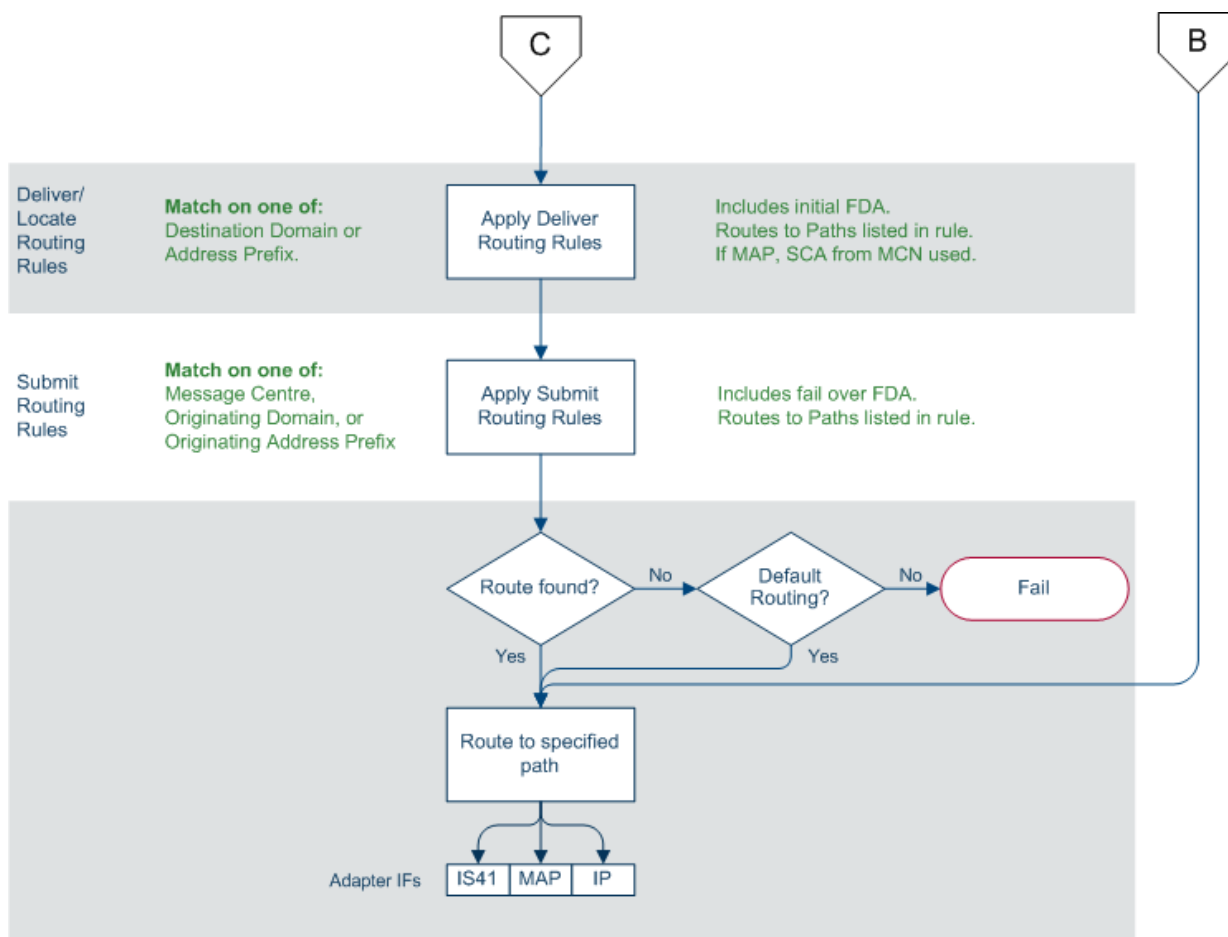 C
B
Deliver/
Locate
Routing
Rules
Match on one of:
Destination Domain or
Address Prefix.
Apply Deliver
Routing Rules
Includes initial FDA.
Routes to Paths listed in rule.
If MAP, SCA from MCN used.
Submit
Routing
Rules
Match on one of:
Message Centre,
Originating Domain, or
Originating Address Prefix
Apply Submit
Routing Rules
Includes fail over FDA.
Routes to Paths listed in rule.
Route found?
No
Default
Routing?
No
Fail
Yes
Yes
Route to specified
path
Adapter IFs
IS41
MAP
IP